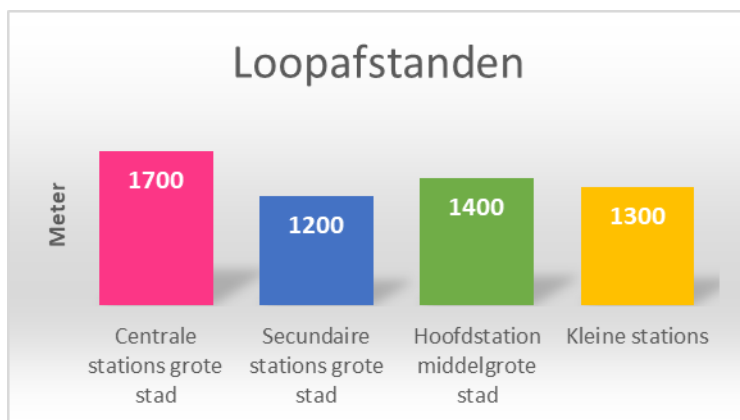 Loopafstanden
Meter
1700
1200
1400
1300
Centrale
stations grote
stad
Secundaire
stations grote
stad
Hoofdstation
middelgrote
stad
Kleine stations